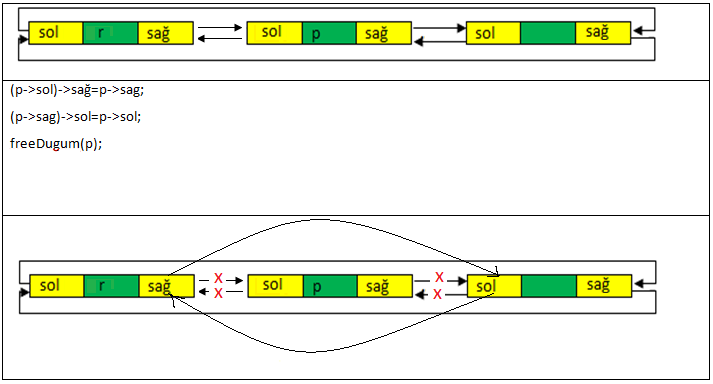 sol r sağ sol p sağ sol sağ
(p->sol)->sağ=p->sag;
(p->sag)->sol=p->sol;
freeDugum(p);
X X
sol r sağ sol p sağ sol sağ
X X